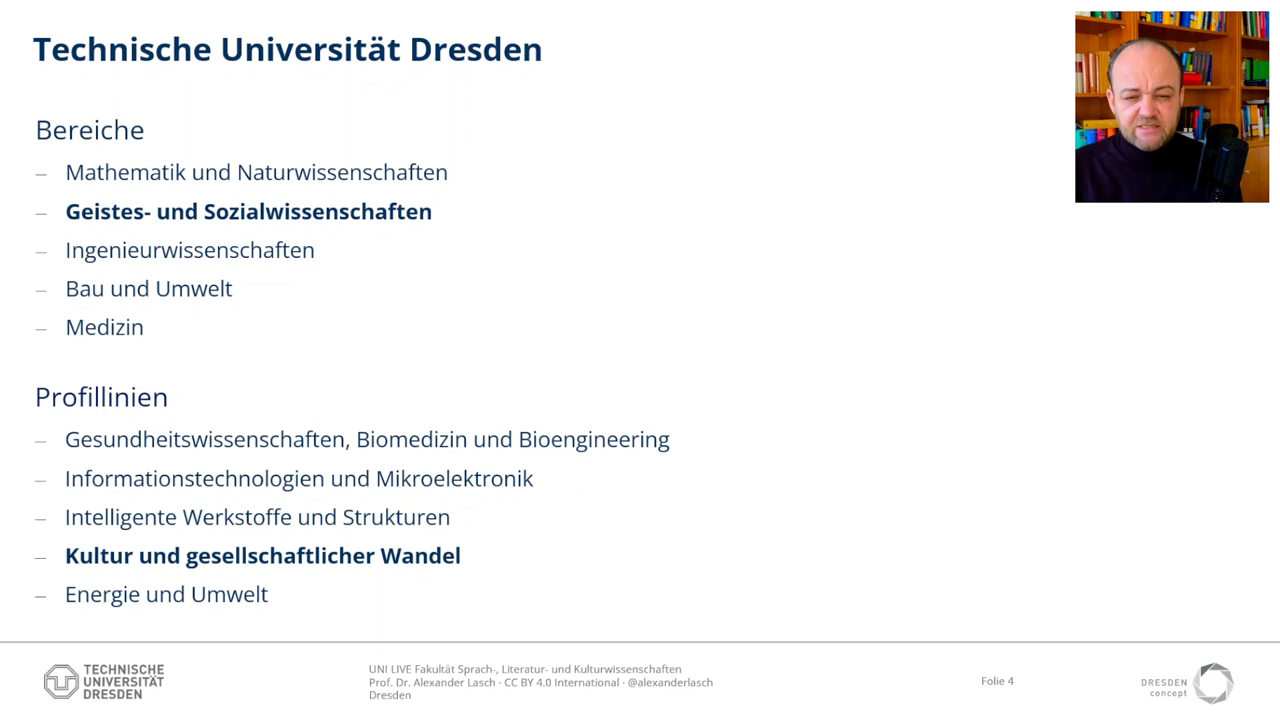 Technische Universität Dresden
Bereiche
– Mathematik und Naturwissenschaften
– Geistes- und Sozialwissenschaften
– Ingenieurwissenschaften
– Bau und Umwelt
– Medizin
Profillinien
– Gesundheitswissenschaften, Biomedizin und Bioengineering
– Informationstechnologien und Mikroelektronik
– Intelligente Werkstoffe und Strukturen
– Kultur und gesellschaftlicher Wandel
– Energie und Umwelt
TECHNISCHE
UNIVERSITÄT
DRESDEN
UNI LIVE Fakultät Sprach-, Literatur- und Kulturwissenschaften
Prof. Dr. Alexander Lasch · CC BY 4.0 International · @alexanderlasch
Dresden
Folie 4
DRESDEN
concept